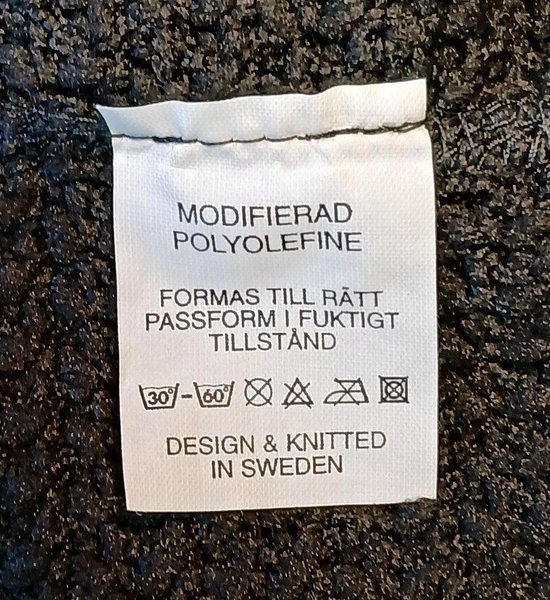 MODIFIERAD
POLYOLEFINE
FORMAS TILL RÄTT
PASSFORM I FUKTIGT
TILLSTÅND
30°-60°
DESIGN & KNITTED
IN SWEDEN